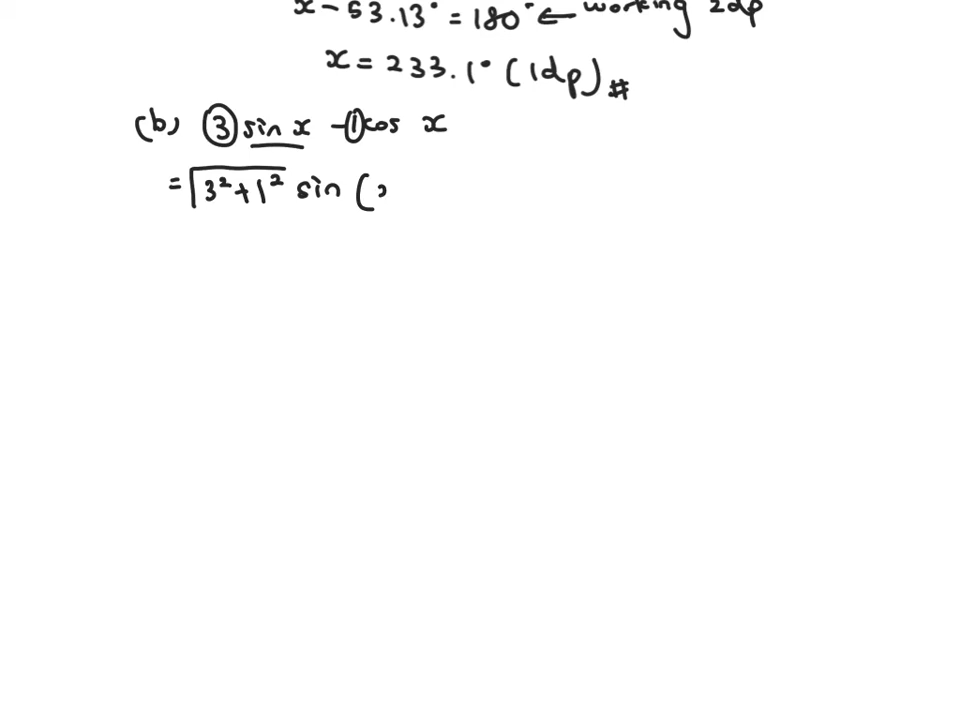 x - 53.13° = 180° ← working 2dp
x = 233.1° (1dp) #
(b) 3 sin x - 1 cos x
= √3² + 1² sin (